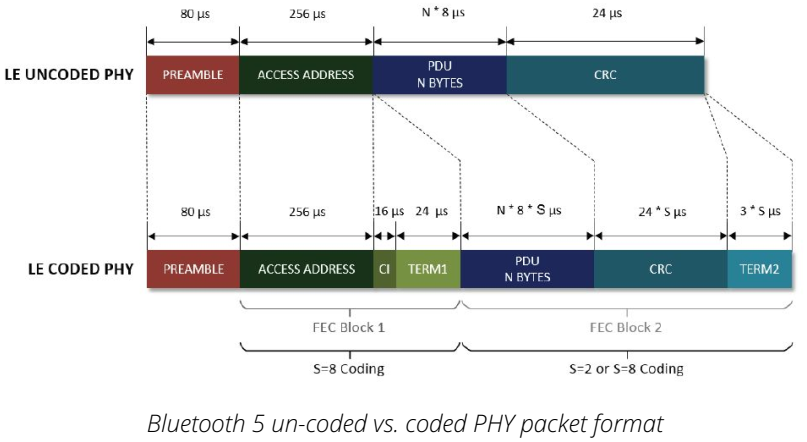 80 µs 256 µs N * 8 µs 24 µs
LE UNCODED PHY PREAMBLE ACCESS ADDRESS PDU CRC
N BYTES
80 µs 256 µs 16 µs 24 µs N * 8 * S µs 24 * S µs 3 * S µs
LE CODED PHY PREAMBLE ACCESS ADDRESS CI TERM1 PDU CRC TERM2
N BYTES
FEC Block 1 FEC Block 2
S=8 Coding S=2 or S=8 Coding
Bluetooth 5 un-coded vs. coded PHY packet format